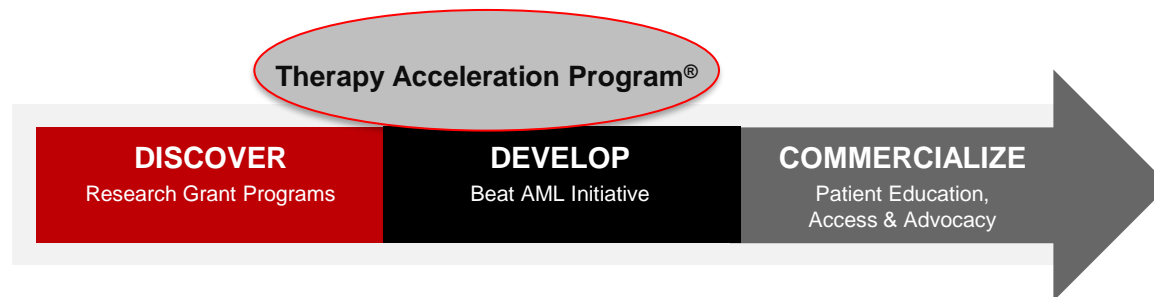 Therapy Acceleration Program®
DISCOVER
Research Grant Programs
DEVELOP
Beat AML Initiative
COMMERCIALIZE
Patient Education,
Access & Advocacy